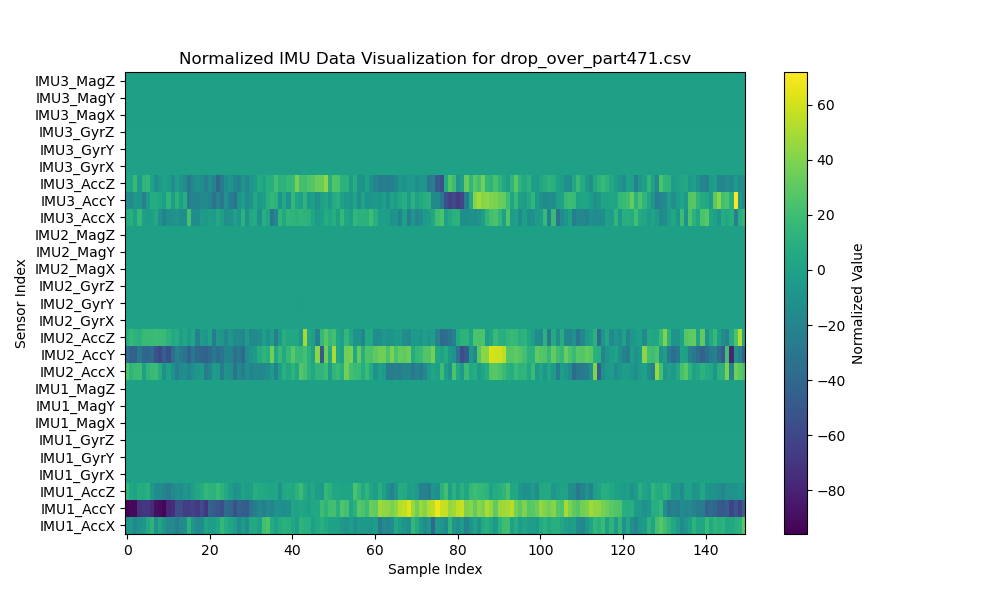 Normalized IMU Data Visualization for drop_over_part471.csv
IMU3_MagZ
IMU3_MagY
IMU3_MagX
IMU3_GyrZ
IMU3_GyrY
IMU3_GyrX
IMU3_AccZ
IMU3_AccY
IMU3_AccX
IMU2_MagZ
IMU2_MagY
IMU2_MagX
IMU2_GyrZ
IMU2_GyrY
IMU2_GyrX
IMU2_AccZ
IMU2_AccY
IMU2_AccX
IMU1_MagZ
IMU1_MagY
IMU1_MagX
IMU1_GyrZ
IMU1_GyrY
IMU1_GyrX
IMU1_AccZ
IMU1_AccY
IMU1_AccX
Sensor Index
0 20 40 60 80 100 120 140
Sample Index
60
40
20
0
−20
−40
−60
−80
Normalized Value